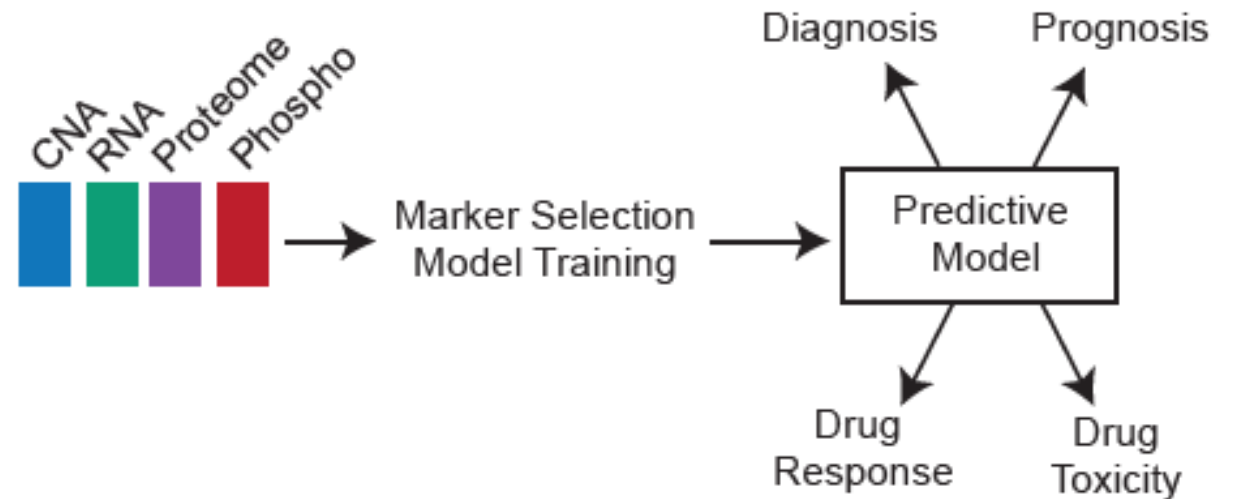 CNA
RNA
Proteome
Phospho
Marker Selection
Model Training
Predictive
Model
Diagnosis
Prognosis
Drug
Response
Drug
Toxicity